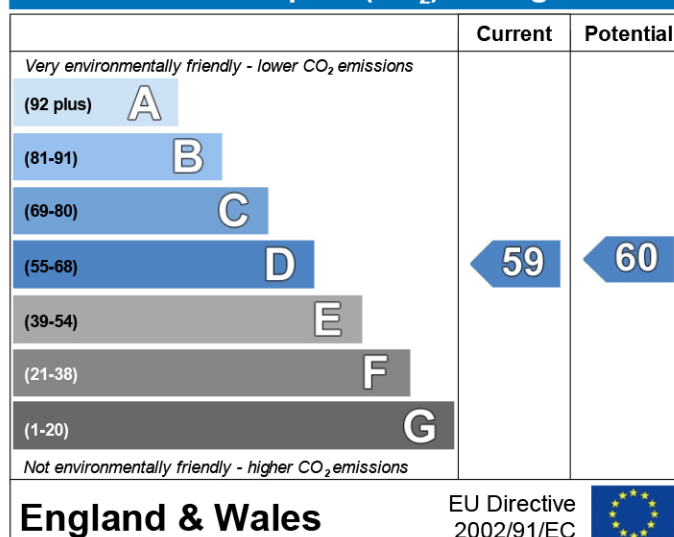 Current Potential
Very environmentally friendly - lower CO2 emissions
(92 plus) A
(81-91) B
(69-80) C
(55-68) D 59 60
(39-54) E
(21-38) F
(1-20) G
Not environmentally friendly - higher CO2 emissions
England & Wales
EU Directive
2002/91/EC